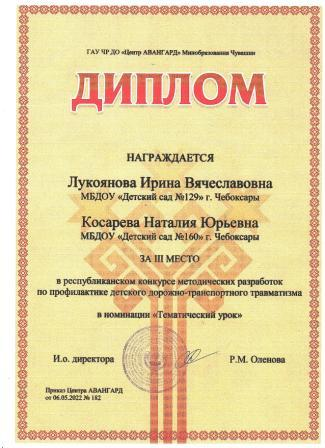 ГАУ ЧР ДО «Центр АВАНГАРД» Минобразования Чувашии
ДИПЛОМ
НАГРАЖДАЕТСЯ
Лукоянова Ирина Вячеславовна
МБДОУ «Детский сад №129» г. Чебоксары
Косарева Наталия Юрьевна
МБДОУ «Детский сад №160» г. Чебоксары
ЗА III МЕСТО
в республиканском конкурсе методических разработок
по профилактике детского дорожно-транспортного травматизма
в номинации «Тематический урок»
И.о. директора Р.М. Оленова
Приказ Центра АВАНГАРД
от 06.05.2022 № 182